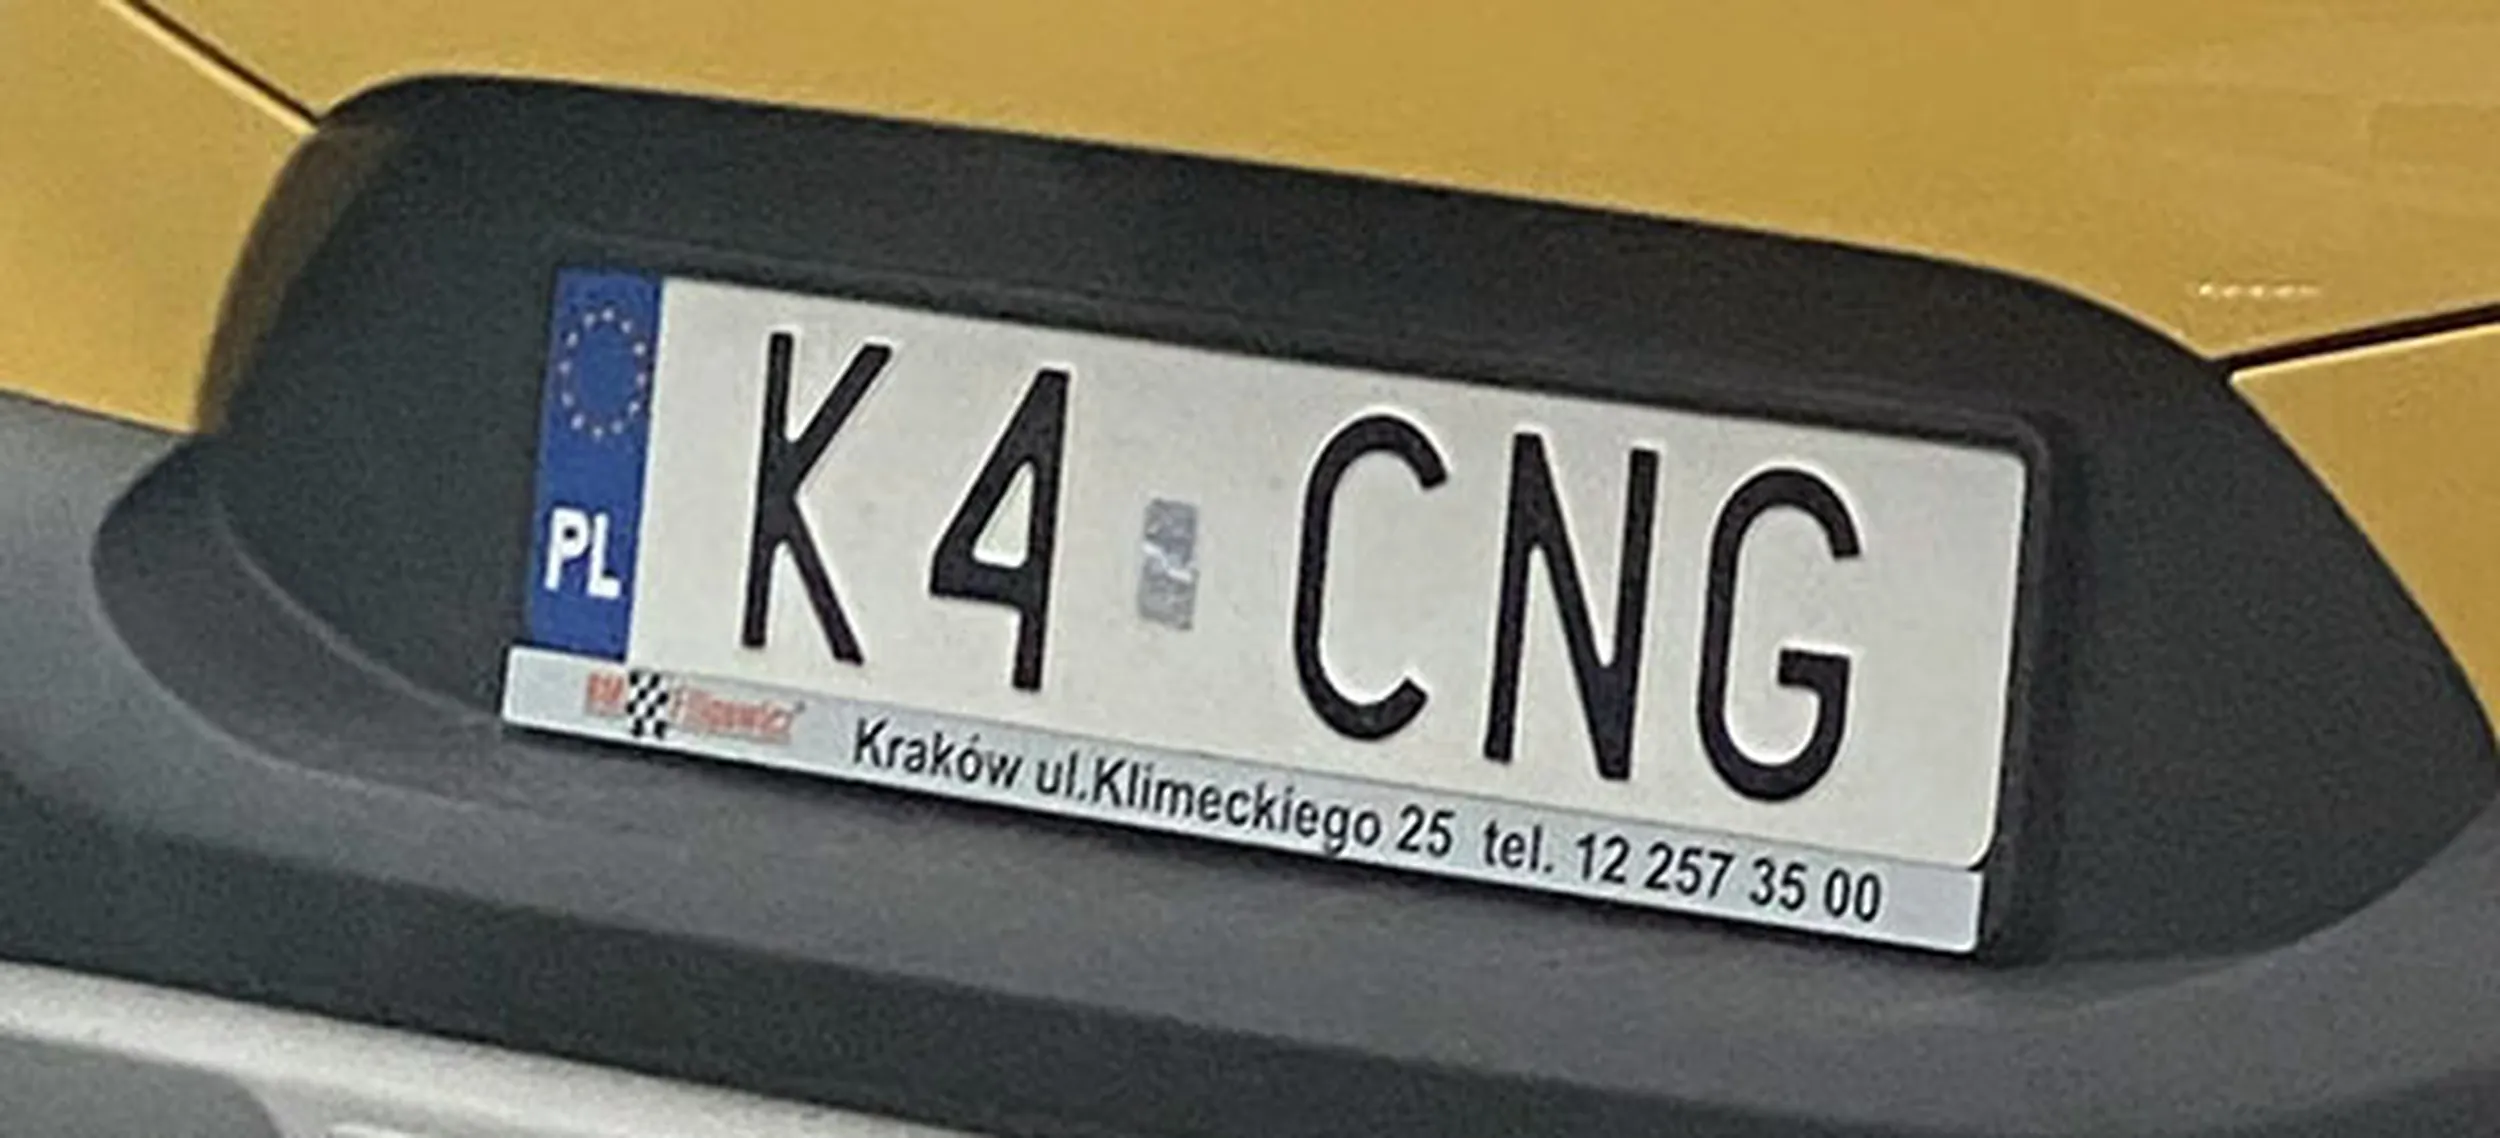 PL
K4 CNG
Kraków ul.Klimeckiego 25 tel. 12 257 35 00